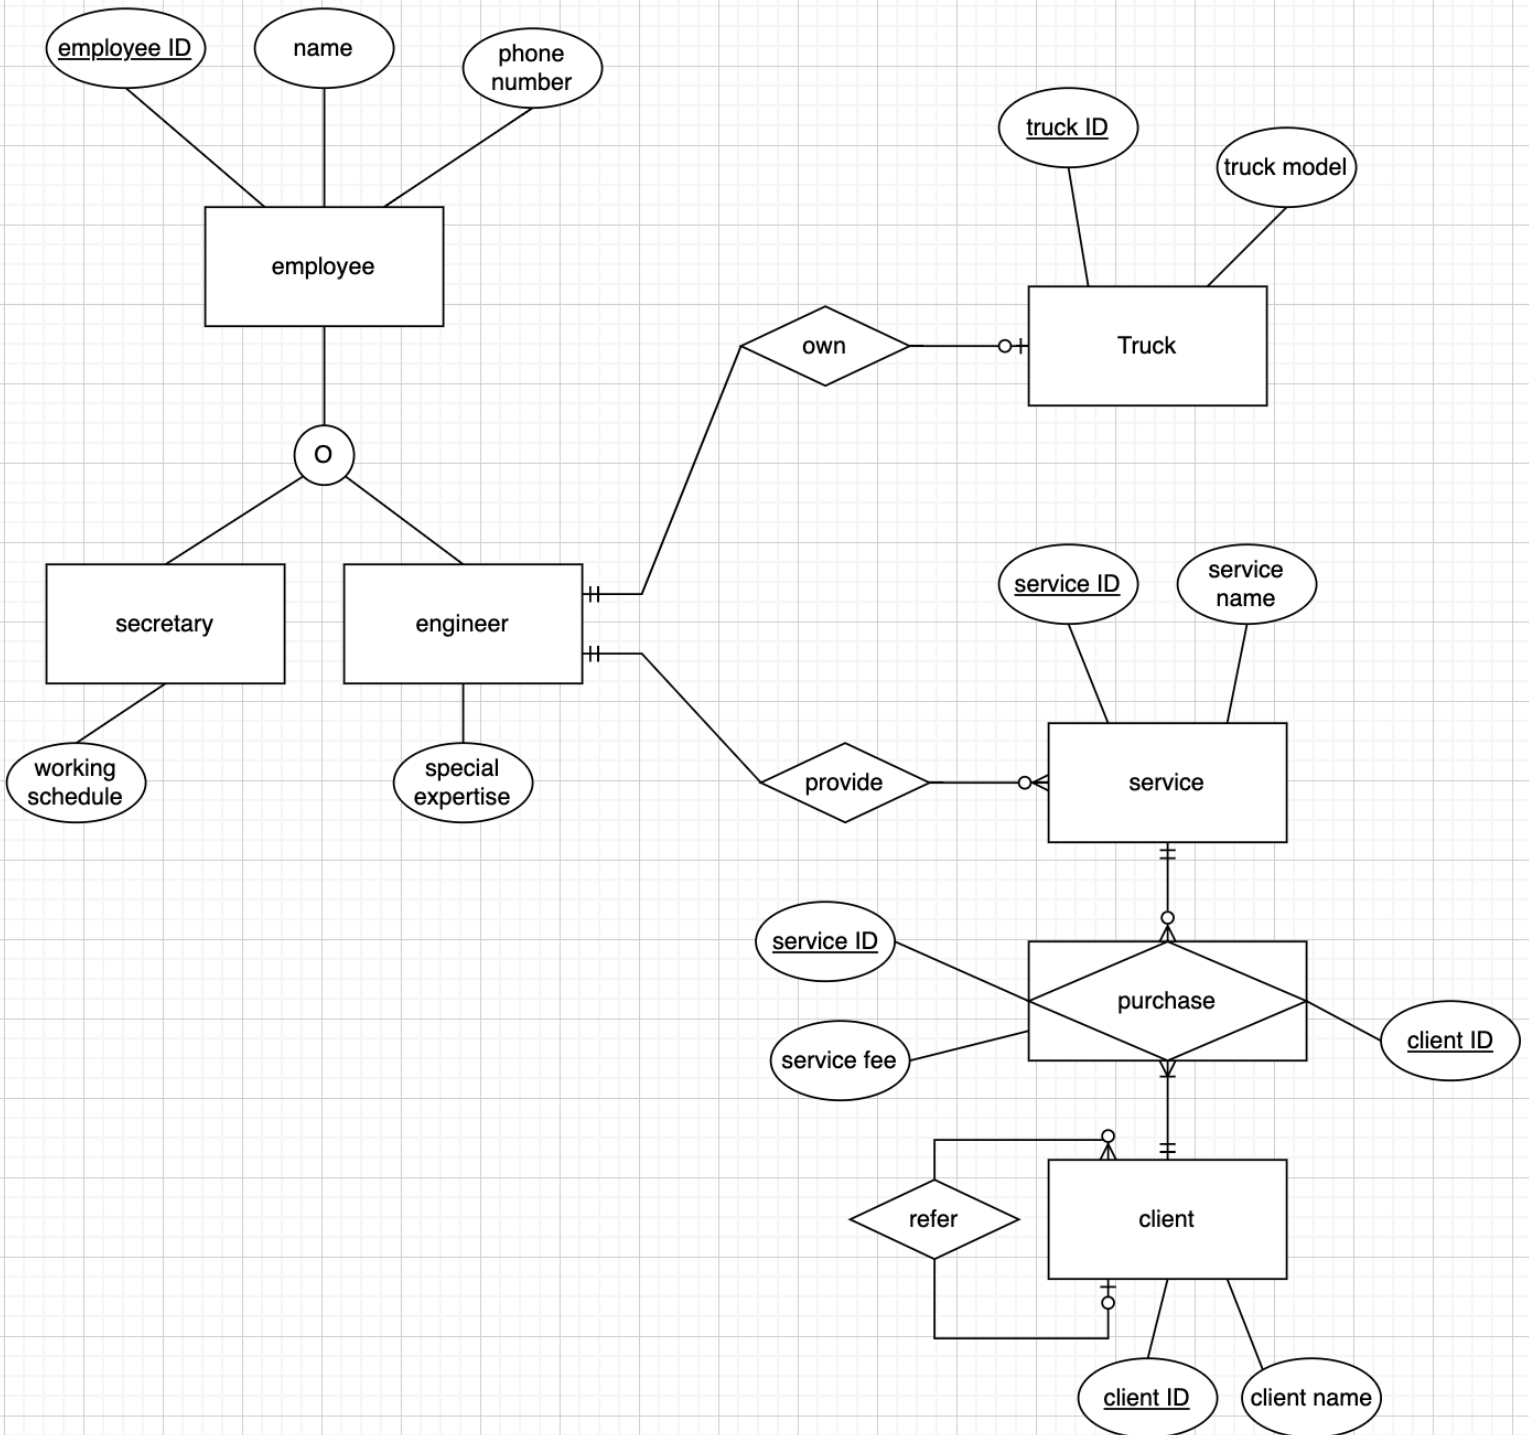 employee ID
name
phone
number
truck ID
truck model
employee
own
Truck
O
service ID
service
name
secretary
engineer
working
schedule
special
expertise
provide
service
service ID
purchase
service fee
client ID
refer
client
client ID
client name